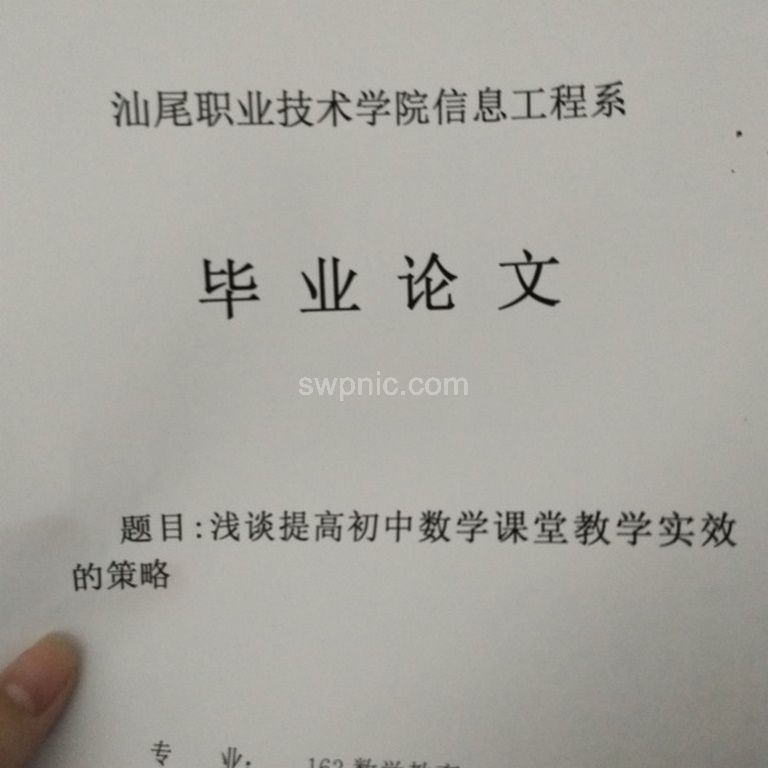 汕尾职业技术学院信息工程系
毕业论文
swpnic.com
题目:浅谈提高初中数学课堂教学实效
的策略
专 业: 162数学教育